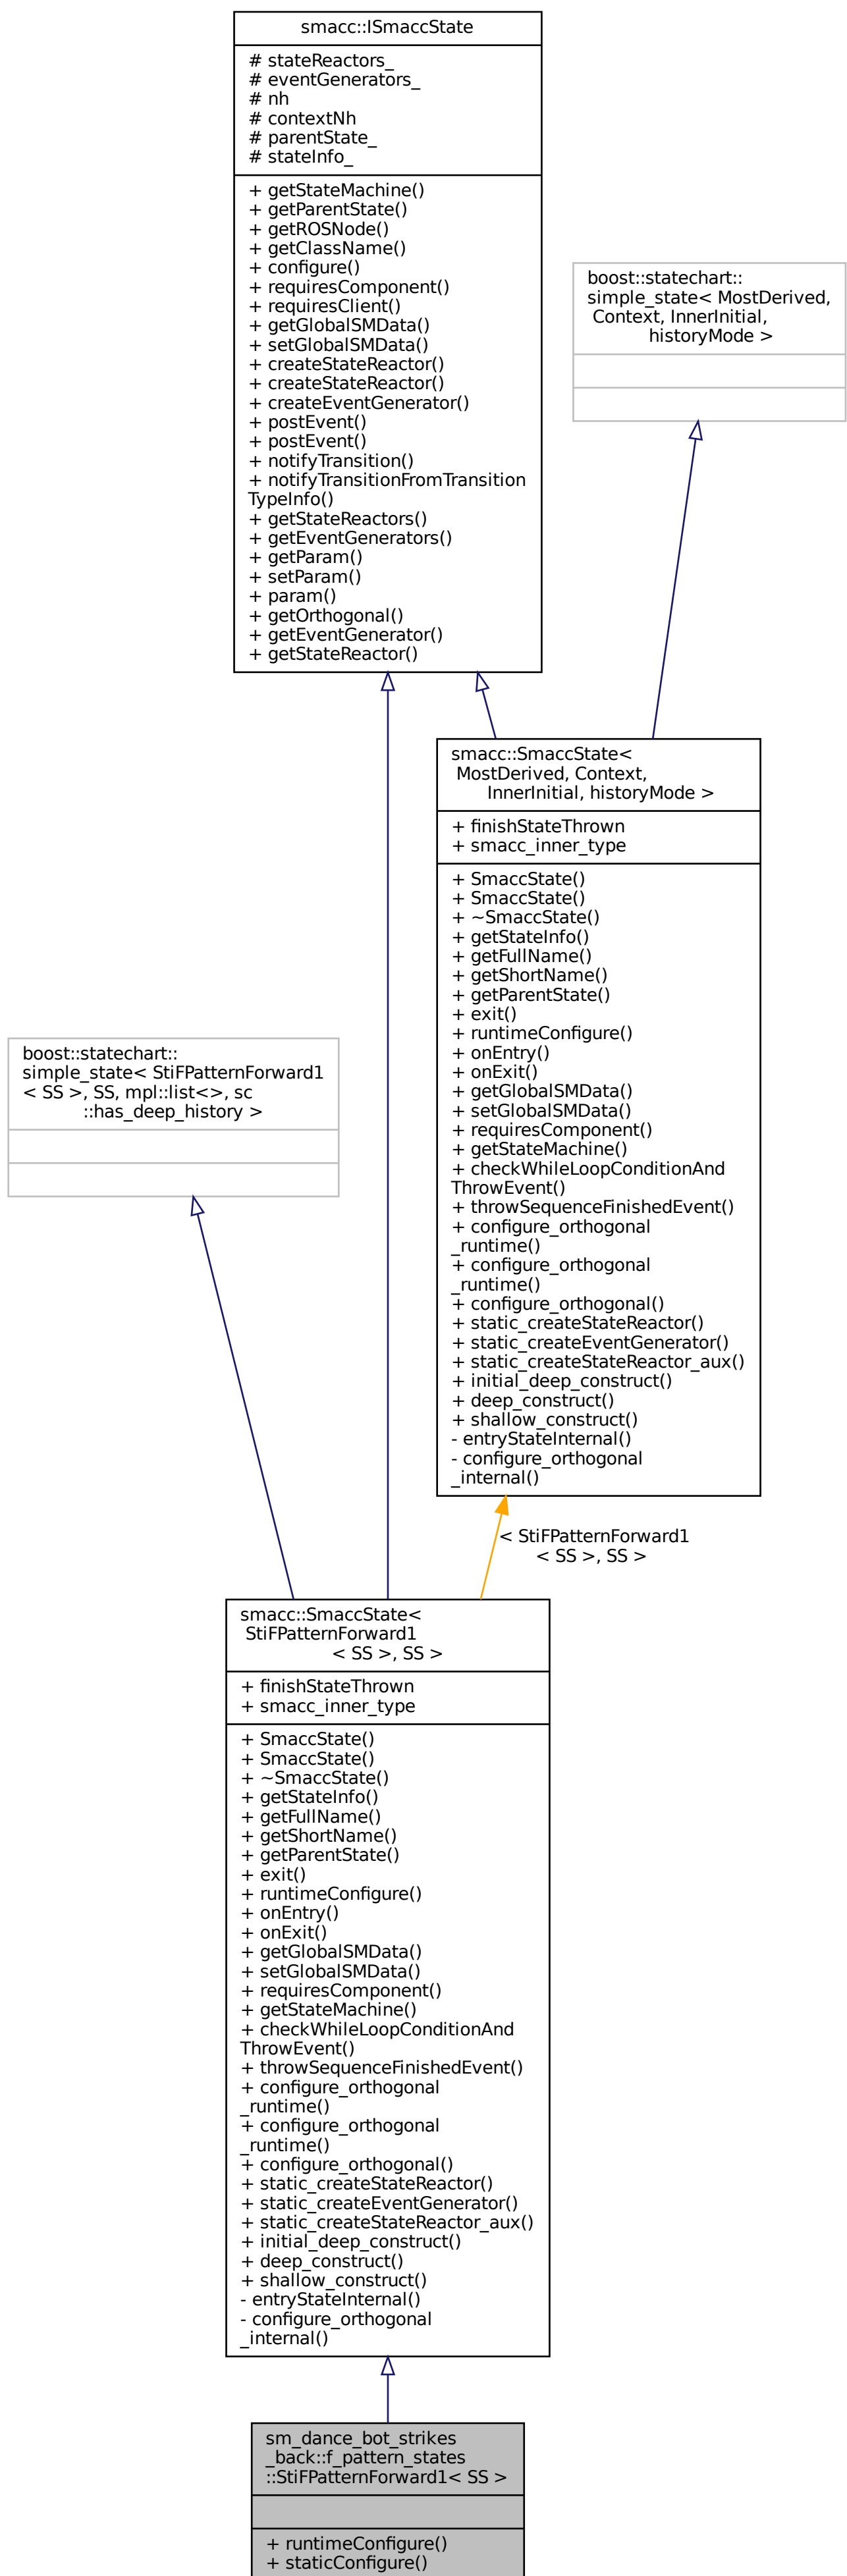 smacc::ISmaccState
# stateReactors_
# eventGenerators_
# nh
# contextNh
# parentState_
# stateInfo_
+ getStateMachine()
+ getParentState()
+ getROSNode()
+ getClassName()
+ configure()
+ requiresComponent()
+ requiresClient()
+ getGlobalSMData()
+ setGlobalSMData()
+ createStateReactor()
+ createStateReactor()
+ createEventGenerator()
+ postEvent()
+ postEvent()
+ notifyTransition()
+ notifyTransitionFromTransition
TypeInfo()
+ getStateReactors()
+ getEventGenerators()
+ getParam()
+ setParam()
+ param()
+ getOrthogonal()
+ getEventGenerator()
+ getStateReactor()
boost::statechart::
simple_state< MostDerived,
Context, InnerInitial,
historyMode >
smacc::SmaccState<
MostDerived, Context,
InnerInitial, historyMode >
+ finishStateThrown
+ smacc_inner_type
+ SmaccState()
+ SmaccState()
+ ~SmaccState()
+ getStateInfo()
+ getFullName()
+ getShortName()
+ getParentState()
+ exit()
+ runtimeConfigure()
+ onEntry()
+ onExit()
+ getGlobalSMData()
+ setGlobalSMData()
+ requiresComponent()
+ getStateMachine()
+ checkWhileLoopConditionAnd
ThrowEvent()
+ throwSequenceFinishedEvent()
+ configure_orthogonal
_runtime()
+ configure_orthogonal
_runtime()
+ configure_orthogonal()
+ static_createStateReactor()
+ static_createEventGenerator()
+ static_createStateReactor_aux()
+ initial_deep_construct()
+ deep_construct()
+ shallow_construct()
- entryStateInternal()
- configure_orthogonal
_internal()
boost::statechart::
simple_state< StiFPatternForward1
< SS >, SS, mpl::list<>, sc
::has_deep_history >
< StiFPatternForward1
< SS >, SS >
smacc::SmaccState<
StiFPatternForward1
< SS >, SS >
+ finishStateThrown
+ smacc_inner_type
+ SmaccState()
+ SmaccState()
+ ~SmaccState()
+ getStateInfo()
+ getFullName()
+ getShortName()
+ getParentState()
+ exit()
+ runtimeConfigure()
+ onEntry()
+ onExit()
+ getGlobalSMData()
+ setGlobalSMData()
+ requiresComponent()
+ getStateMachine()
+ checkWhileLoopConditionAnd
ThrowEvent()
+ throwSequenceFinishedEvent()
+ configure_orthogonal
_runtime()
+ configure_orthogonal
_runtime()
+ configure_orthogonal()
+ static_createStateReactor()
+ static_createEventGenerator()
+ static_createStateReactor_aux()
+ initial_deep_construct()
+ deep_construct()
+ shallow_construct()
- entryStateInternal()
- configure_orthogonal
_internal()
sm_dance_bot_strikes
_back::f_pattern_states
::StiFPatternForward1< SS >
+ runtimeConfigure()
+ staticConfigure()